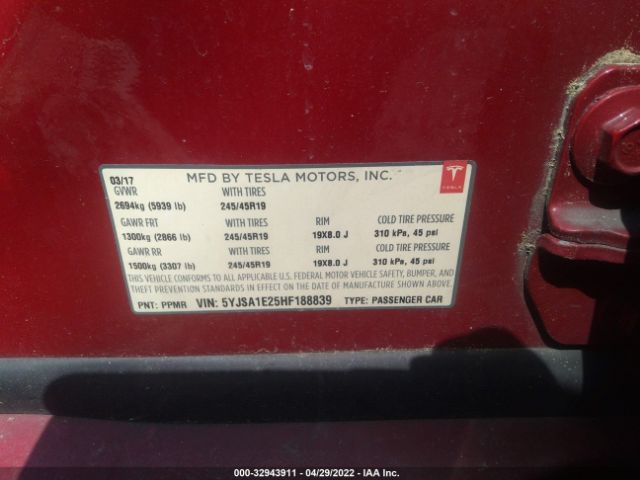 03/17 MFD BY TESLA MOTORS, INC. TESLA
GVWR WITH TIRES
2694kg (5939 lb) 245/45R19
GAWR FRT WITH TIRES RIM COLD TIRE PRESSURE
1300kg (2866 lb) 245/45R19 19X8.0 J 310 kPa, 45 psi
GAWR RR WITH TIRES RIM COLD TIRE PRESSURE
1500kg (3307 lb) 245/45R19 19X8.0 J 310 kPa, 45 psi
THIS VEHICLE CONFORMS TO ALL APPLICABLE U.S. FEDERAL MOTOR VEHICLE SAFETY, BUMPER, AND
THEFT PREVENTION STANDARDS IN EFFECT ON THE DATE OF MANUFACTURE SHOWN ABOVE.
PNT: PPMR VIN: 5YJSA1E25HF188839 TYPE: PASSENGER CAR
000-32943911 - 04/29/2022 - IAA Inc.